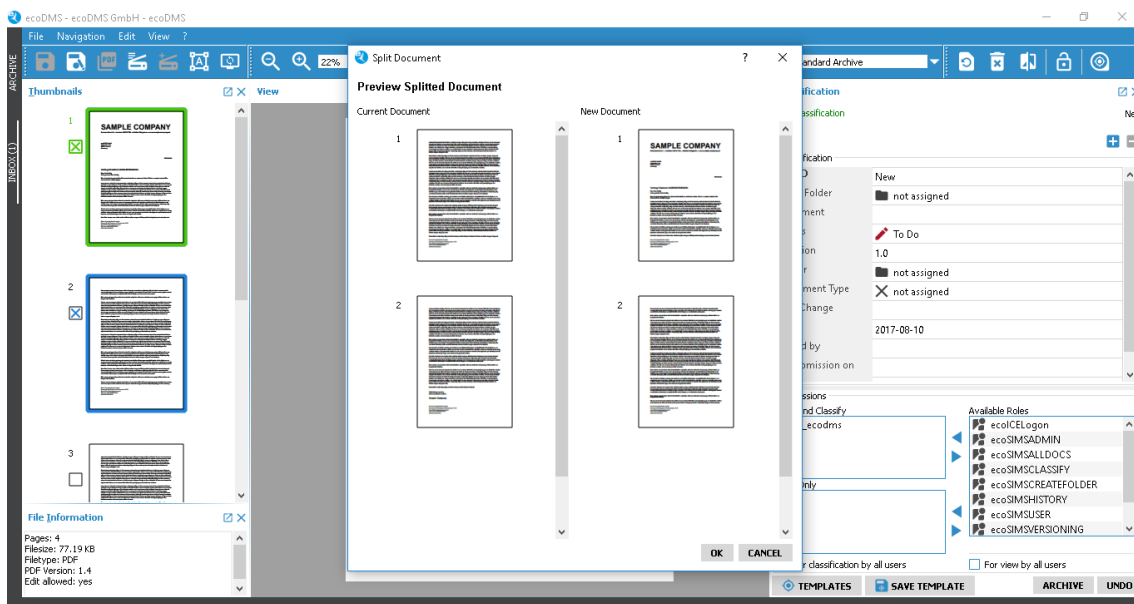 ecoDMS - ecoDMS GmbH - ecoDMS
File Navigation Edit View ?
ARCHIVE
INBOX (1)
22%
andard Archive
Thumbnails
View
1
SAMPLE COMPANY
2
3
File Information
Pages: 4
Filesize: 77.19 KB
Filetype: PDF
PDF Version: 1.4
Edit allowed: yes
Split Document
?
Preview Splitted Document
Current Document
New Document
1
1
SAMPLE COMPANY
2
2
OK
CANCEL
ification
assification
Ne
fication
New
Folder
not assigned
ment
s
To Do
ion
1.0
r
not assigned
ment Type
not assigned
Change
2017-08-10
d by
omission on
ssions
nd Classify
Available Roles
_ecodms
ecoICELogon
ecoSIMSADMIN
ecoSIMSALLDOCS
ecoSIMSCLASSIFY
ecoSIMSCREATEFOLDER
ecoSIMSHISTORY
ecoSIMSUSER
ecoSIMSVERSIONING
Only
r classification by all users
For view by all users
TEMPLATES
SAVE TEMPLATE
ARCHIVE
UNDO